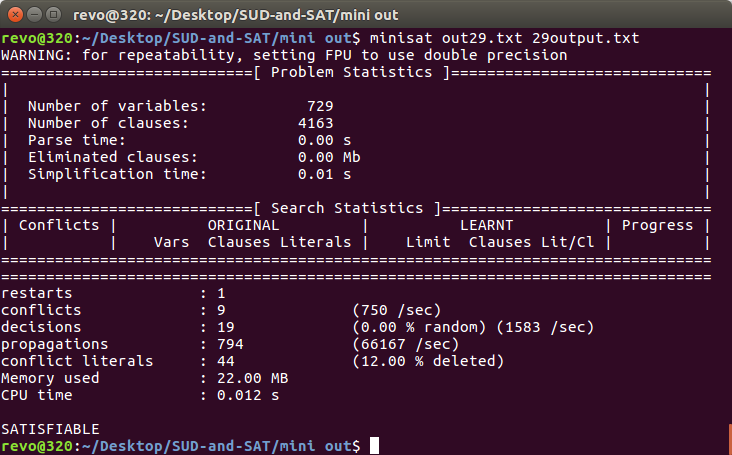 revo@320: ~/Desktop/SUD-and-SAT/mini out
revo@320:~/Desktop/SUD-and-SAT/mini out$ minisat out29.txt 29output.txt
WARNING: for repeatability, setting FPU to use double precision
============================[ Problem Statistics ]=============================
|                                                                             |
|  Number of variables:           729                                         |
|  Number of clauses:            4163                                         |
|  Parse time:                   0.00 s                                       |
|  Eliminated clauses:           0.00 Mb                                      |
|  Simplification time:          0.01 s                                       |
|                                                                             |
============================[ Search Statistics ]==============================
| Conflicts |          ORIGINAL         |          LEARNT          | Progress |
|           |    Vars  Clauses Literals |    Limit  Clauses Lit/Cl |          |
===============================================================================
===============================================================================
restarts              : 1
conflicts             : 9              (750 /sec)
decisions             : 19             (0.00 % random) (1583 /sec)
propagations          : 794            (66167 /sec)
conflict literals     : 44             (12.00 % deleted)
Memory used           : 22.00 MB
CPU time              : 0.012 s

SATISFIABLE
revo@320:~/Desktop/SUD-and-SAT/mini out$